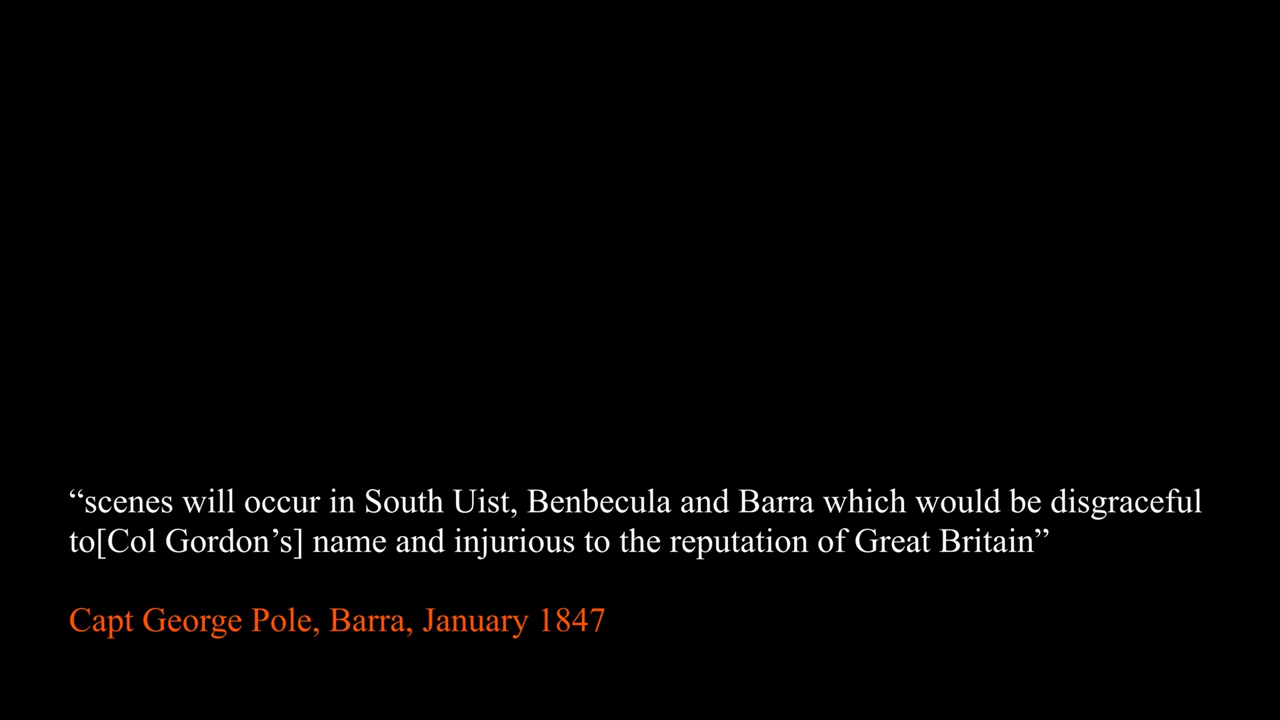 “scenes will occur in South Uist, Benbecula and Barra which would be disgraceful
to[Col Gordon’s] name and injurious to the reputation of Great Britain”
Capt George Pole, Barra, January 1847